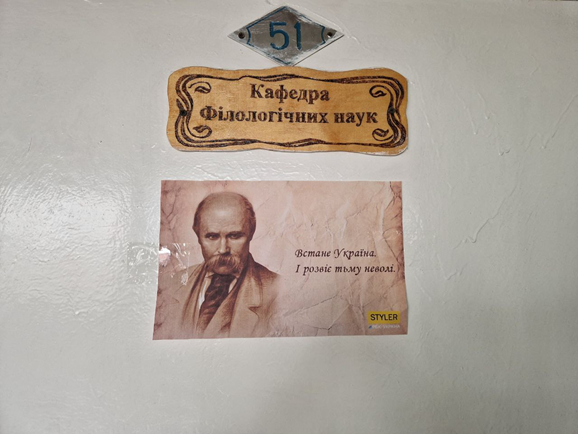 51
Кафедра
Філологічних наук
Встане Україна.
І розвіє тьму неволі.
STYLER